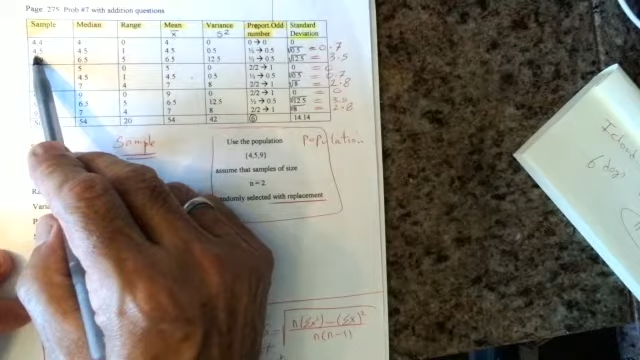 Page 275 Prob #7 with addition questions
Sample Median Range Mean x̄ Variance S² Proport. Odd number Standard Deviation
4,4 4 0 4 0 0→0 0
4,5 4.5 1 4.5 0.5 ½→0.5 √0.5 = 0.7
6.5 5 6.5 12.5 ½→0.5 √12.5 = 3.5
5 0 5 0 2/2→1 0 = 0
4.5 1 4.5 0.5 ½→0.5 √0.5 = 0.7
7 4 7 8 2/2→1 √8 = 2.8
9 0 9 0 2/2→1 0 = 0
6.5 5 6.5 12.5 ½→0.5 √12.5 = 3.5
7 4 7 8 2/2→1 √8 = 2.8
54 20 54 42 6 14.14
Sample
Population
Use the population
{4,5,9}
assume that samples of size
n = 2
randomly selected with replacement
n(Σx²) − (Σx)²
n(n−1)
6 days